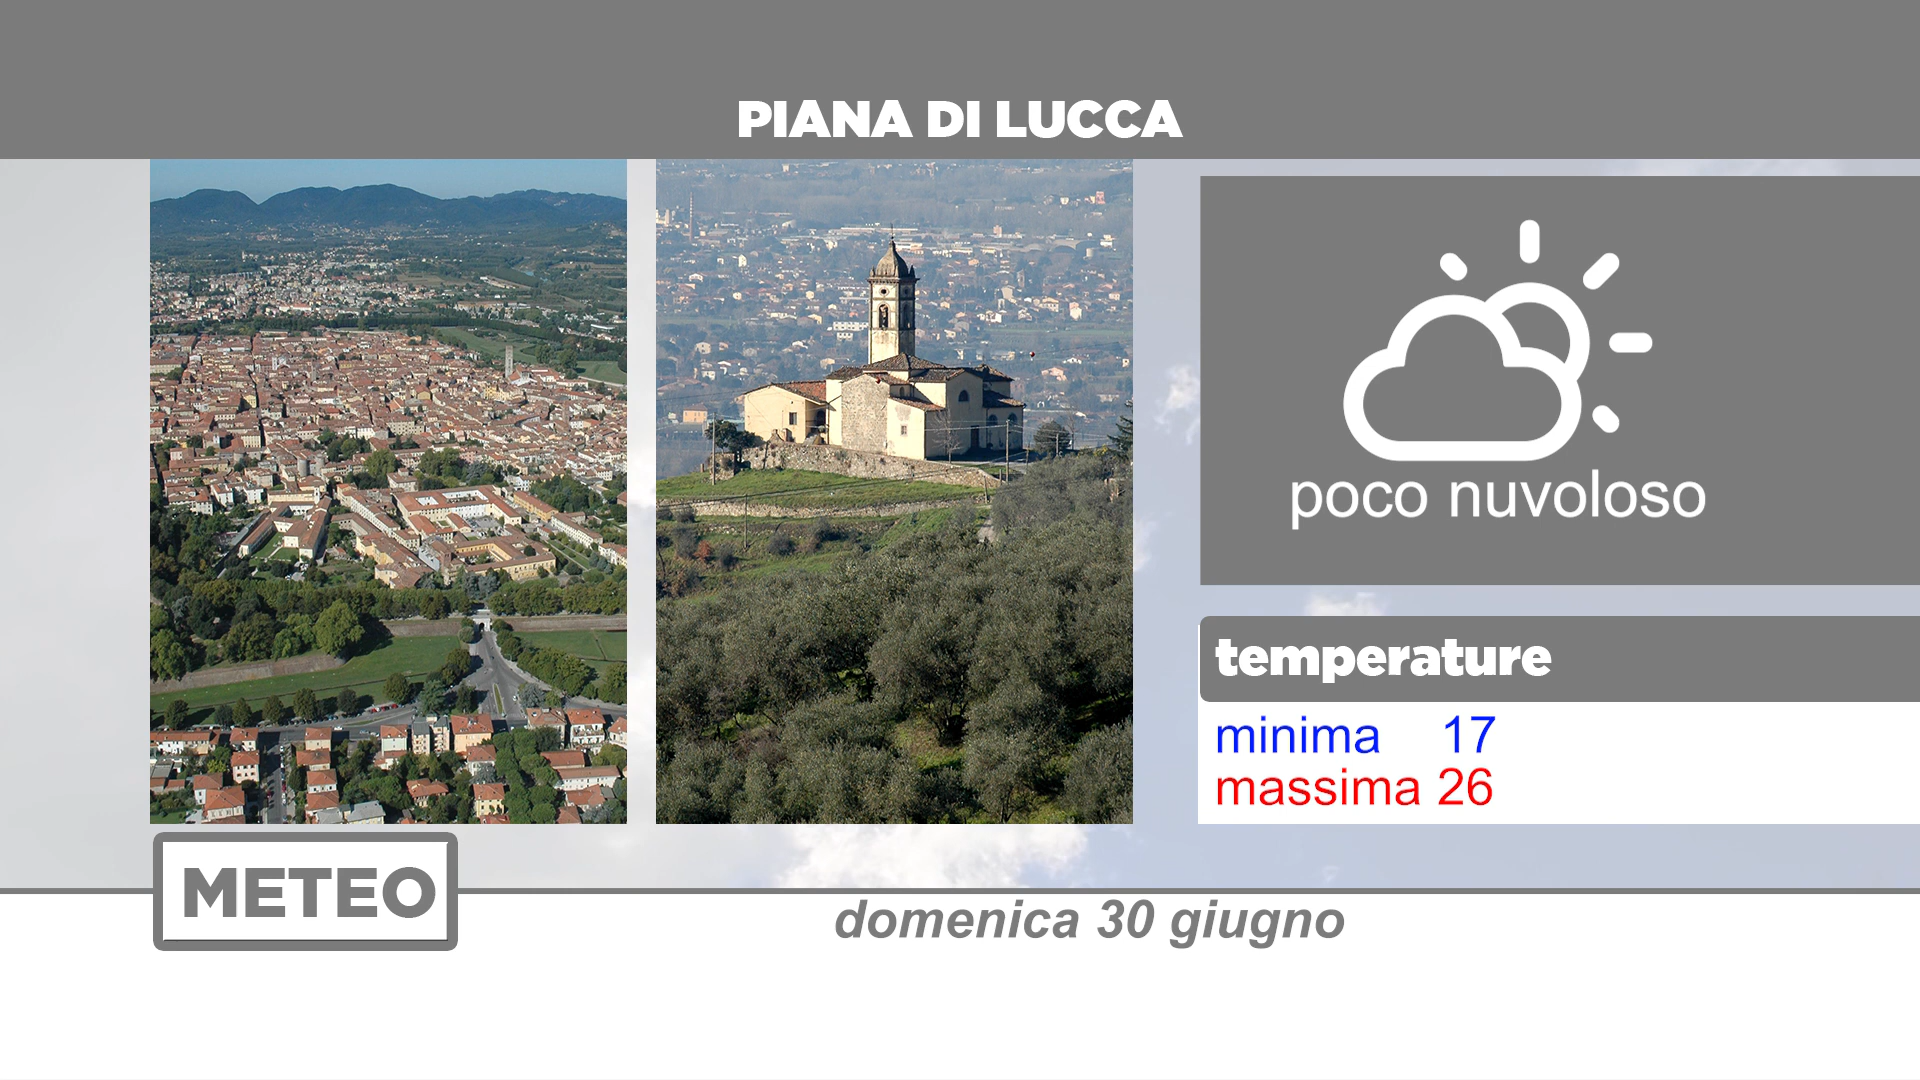 PIANA DI LUCCA
poco nuvoloso
temperature
minima 17
massima 26
METEO
domenica 30 giugno